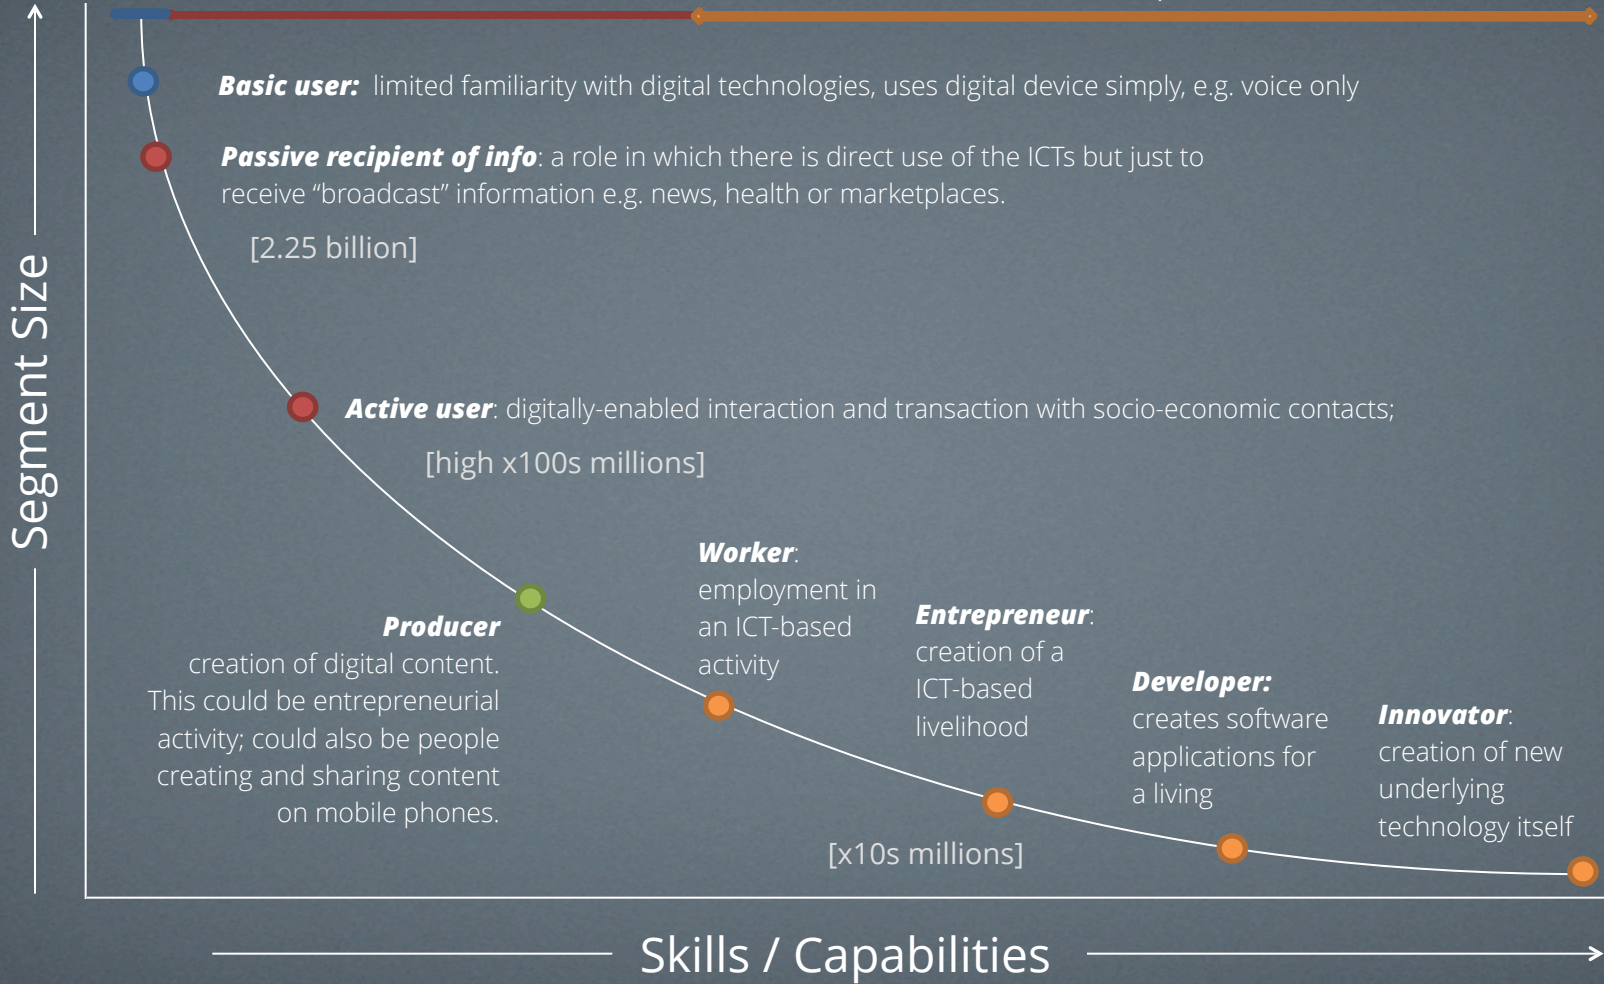 Basic user: limited familiarity with digital technologies, uses digital device simply, e.g. voice only
Passive recipient of info: a role in which there is direct use of the ICTs but just to
receive “broadcast” information e.g. news, health or marketplaces.
[2.25 billion]
Segment Size
Active user: digitally-enabled interaction and transaction with socio-economic contacts;
[high x100s millions]
Producer
creation of digital content.
This could be entrepreneurial
activity; could also be people
creating and sharing content
on mobile phones.
Worker:
employment in
an ICT-based
activity
Entrepreneur:
creation of a
ICT-based
livelihood
[x10s millions]
Developer:
creates software
applications for
a living
Innovator:
creation of new
underlying
technology itself
Skills / Capabilities